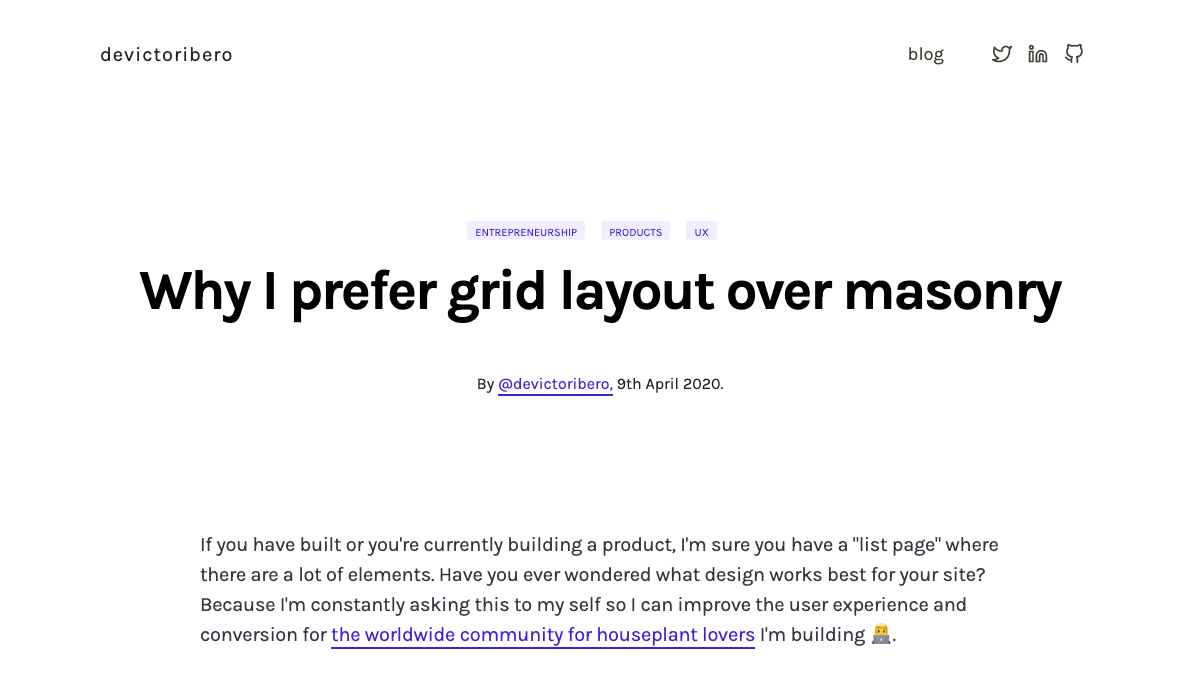 devictoribero
blog
ENTREPRENEURSHIP PRODUCTS UX
Why I prefer grid layout over masonry
By @devictoribero, 9th April 2020.
If you have built or you're currently building a product, I'm sure you have a "list page" where
there are a lot of elements. Have you ever wondered what design works best for your site?
Because I'm constantly asking this to my self so I can improve the user experience and
conversion for the worldwide community for houseplant lovers I'm building 👨‍💻.